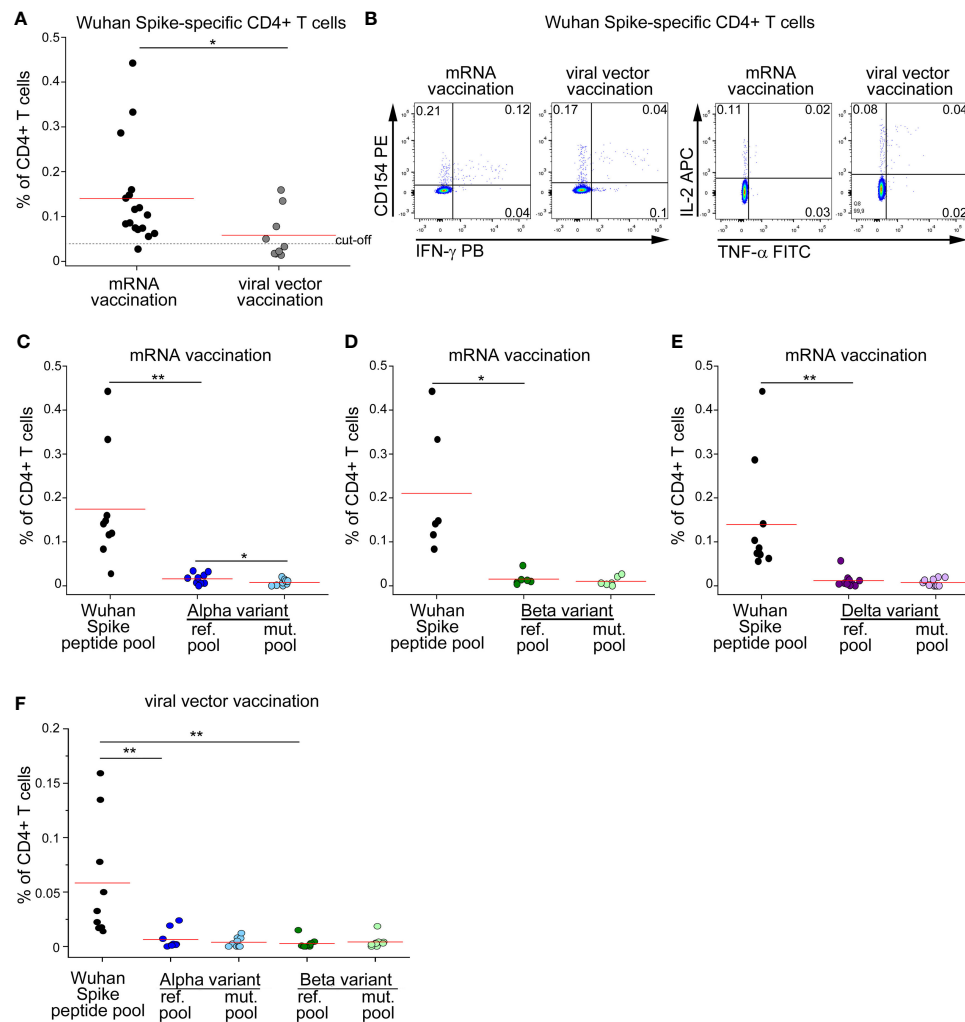 A
Wuhan Spike-specific CD4+ T cells
% of CD4+ T cells
0.5
0.4
0.3
0.2
0.1
0
*
cut-off
mRNA
vaccination
viral vector
vaccination
B
Wuhan Spike-specific CD4+ T cells
mRNA
vaccination
viral vector
vaccination
mRNA
vaccination
viral vector
vaccination
CD154 PE
0.21 0.12
0.04
0.17 0.04
0.1
IFN-γ PB
IL-2 APC
0.11 0.02
0.03
0.08 0.04
0.02
TNF-α FITC
C
mRNA vaccination
% of CD4+ T cells
0.5
0.4
0.3
0.2
0.1
0
**
*
Wuhan
Spike
peptide pool
Alpha variant
ref. mut.
pool pool
D
mRNA vaccination
% of CD4+ T cells
0.5
0.4
0.3
0.2
0.1
0
*
Wuhan
Spike
peptide pool
Beta variant
ref. mut.
pool pool
E
mRNA vaccination
% of CD4+ T cells
0.5
0.4
0.3
0.2
0.1
0
**
Wuhan
Spike
peptide pool
Delta variant
ref. mut.
pool pool
F
viral vector vaccination
% of CD4+ T cells
0.2
0.15
0.1
0.05
0
**
**
Wuhan
Spike
peptide pool
Alpha variant
ref. mut.
pool pool
Beta variant
ref. mut.
pool pool